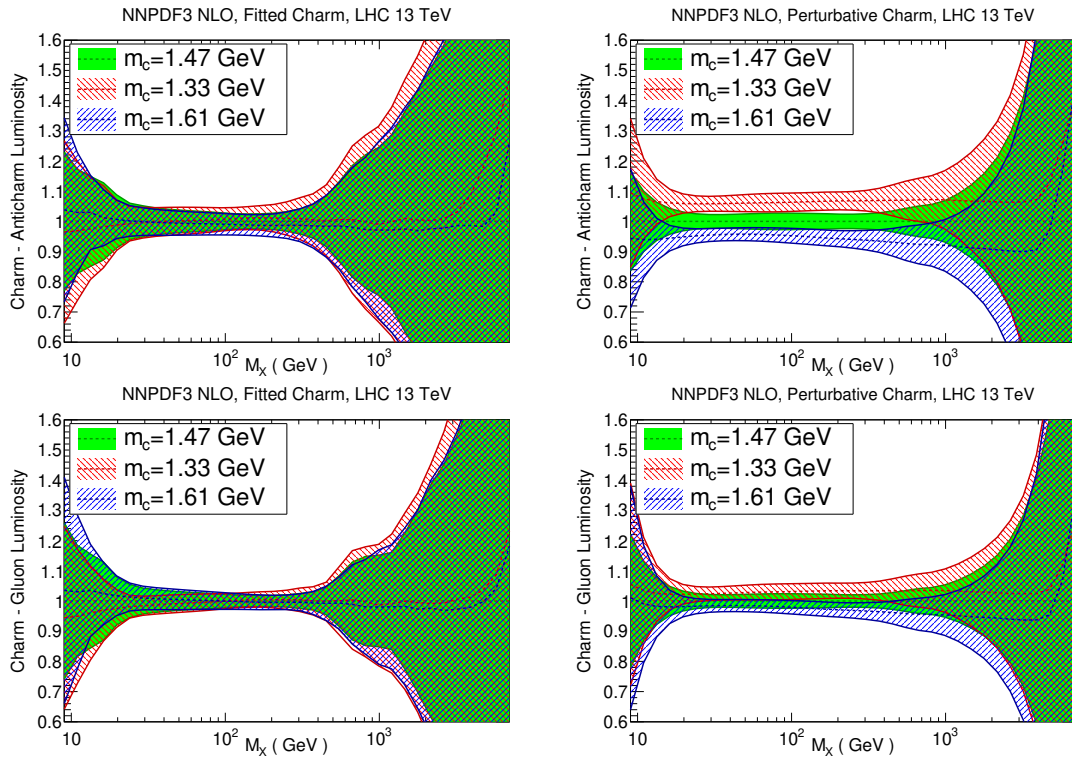 NNPDF3 NLO, Fitted Charm, LHC 13 TeV
Charm - Anticharm Luminosity
1.6
1.5
1.4
1.3
1.2
1.1
1
0.9
0.8
0.7
0.6
m_c=1.47 GeV
m_c=1.33 GeV
m_c=1.61 GeV
10
10^2
10^3
M_X ( GeV )
NNPDF3 NLO, Perturbative Charm, LHC 13 TeV
Charm - Anticharm Luminosity
1.6
1.5
1.4
1.3
1.2
1.1
1
0.9
0.8
0.7
0.6
m_c=1.47 GeV
m_c=1.33 GeV
m_c=1.61 GeV
10
10^2
10^3
M_X ( GeV )
NNPDF3 NLO, Fitted Charm, LHC 13 TeV
Charm - Gluon Luminosity
1.6
1.5
1.4
1.3
1.2
1.1
1
0.9
0.8
0.7
0.6
m_c=1.47 GeV
m_c=1.33 GeV
m_c=1.61 GeV
10
10^2
10^3
M_X ( GeV )
NNPDF3 NLO, Perturbative Charm, LHC 13 TeV
Charm - Gluon Luminosity
1.6
1.5
1.4
1.3
1.2
1.1
1
0.9
0.8
0.7
0.6
m_c=1.47 GeV
m_c=1.33 GeV
m_c=1.61 GeV
10
10^2
10^3
M_X ( GeV )